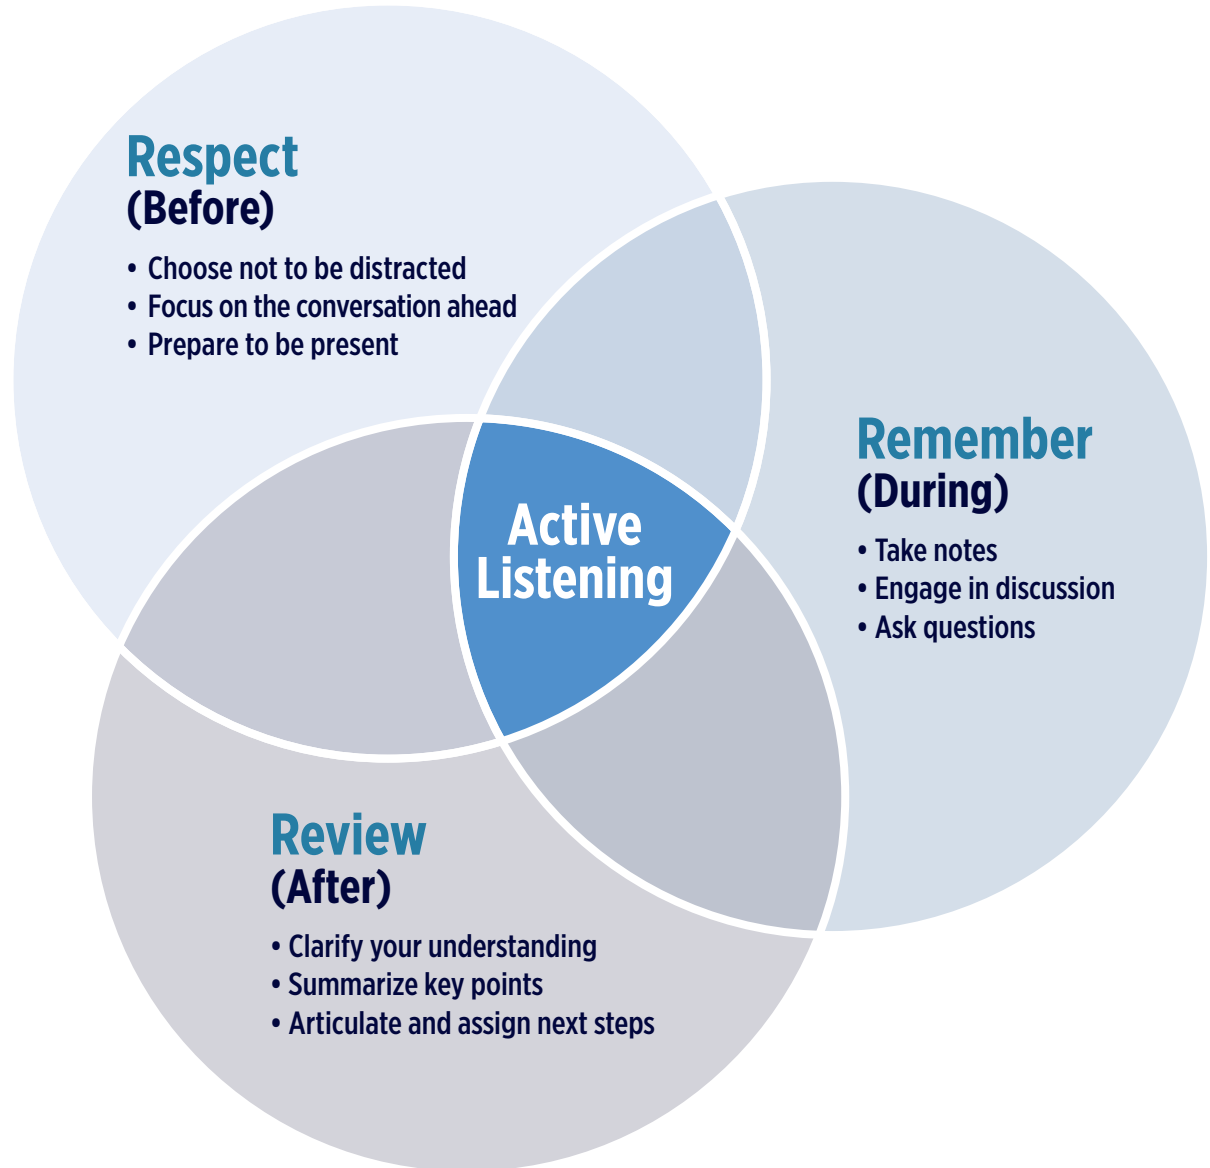 Respect
(Before)
• Choose not to be distracted
• Focus on the conversation ahead
• Prepare to be present
Remember
(During)
• Take notes
• Engage in discussion
• Ask questions
Active
Listening
Review
(After)
• Clarify your understanding
• Summarize key points
• Articulate and assign next steps